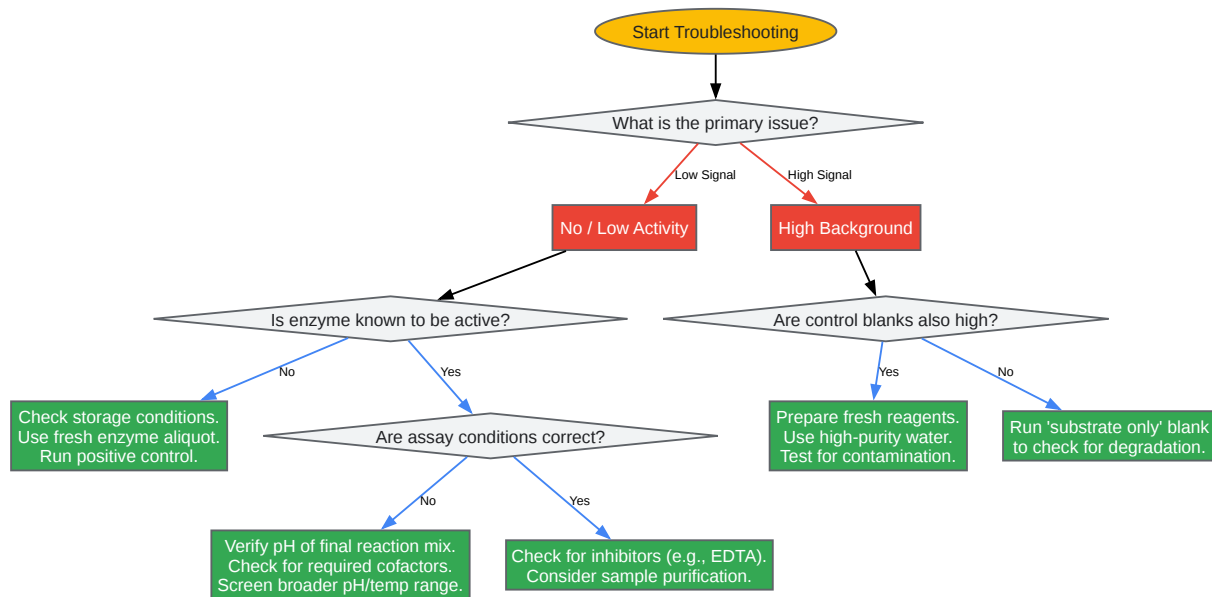 Start Troubleshooting
What is the primary issue?
Low Signal
High Signal
No / Low Activity
High Background
Is enzyme known to be active?
Are control blanks also high?
No
Yes
Yes
No
Check storage conditions.
Use fresh enzyme aliquot.
Run positive control.
Are assay conditions correct?
Prepare fresh reagents.
Use high-purity water.
Test for contamination.
Run 'substrate only' blank
to check for degradation.
No
Yes
Verify pH of final reaction mix.
Check for required cofactors.
Screen broader pH/temp range.
Check for inhibitors (e.g., EDTA).
Consider sample purification.